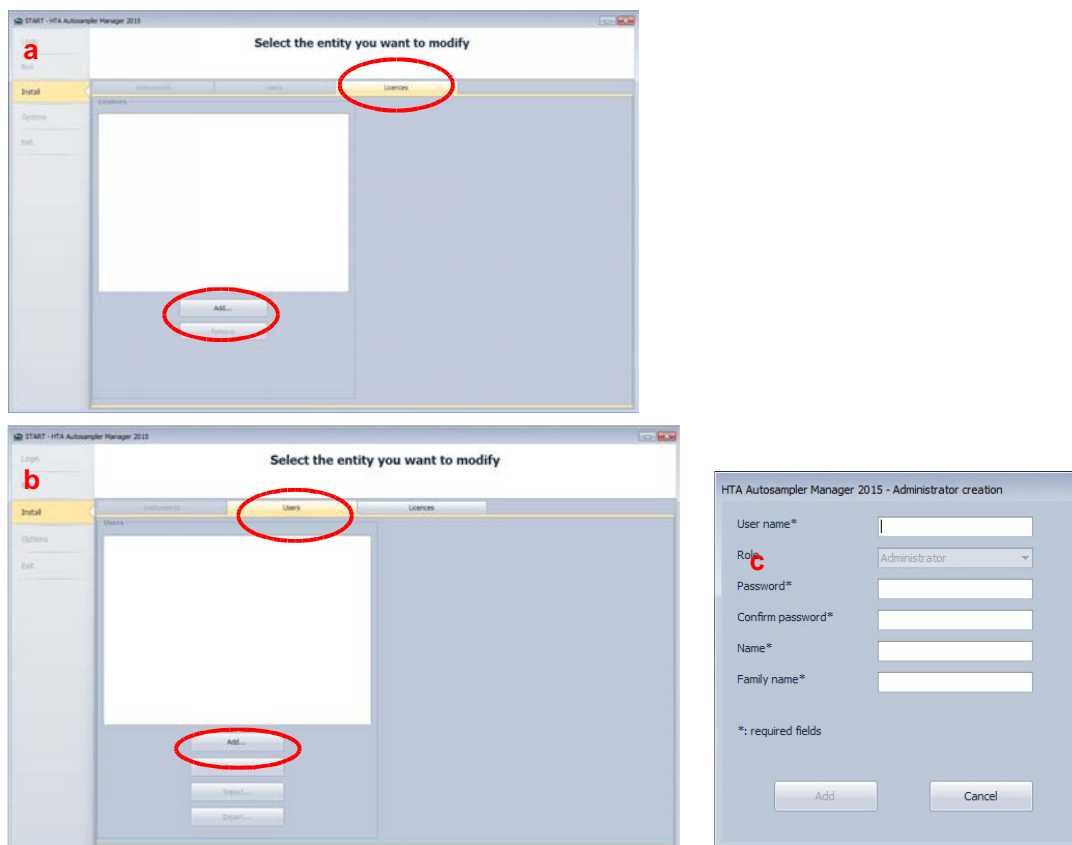 START - HTA Autosampler Manager 2015
Select the entity you want to modify
a
Login
Run
Install
Options
Exit
Instruments
Users
Licences
Licences
Add...
Remove
START - HTA Autosampler Manager 2015
Select the entity you want to modify
Login
b
Install
Options
Exit
Instruments
Users
Licences
Users
Add...
Import...
Export...
HTA Autosampler Manager 2015 - Administrator creation
User name*
Role
Administrator
c
Password*
Confirm password*
Name*
Family name*
*: required fields
Add
Cancel